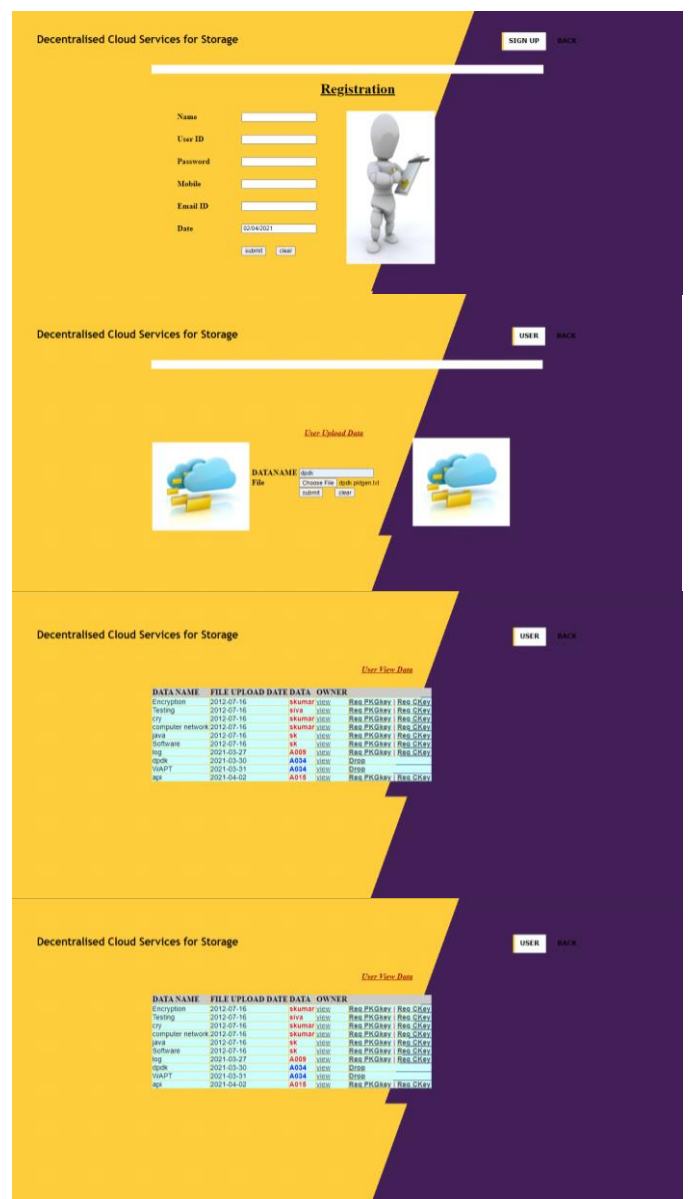 Decentralised Cloud Services for Storage SIGN UP BACK
Registration
Name
User ID
Password
Mobile
Email ID
Date 02/04/2021
submit clear
Decentralised Cloud Services for Storage USER BACK
User Upload Data
DATANAME dpdk
File Choose File dpdk.pidgen.txt
submit clear
Decentralised Cloud Services for Storage USER BACK
User View Data
DATA NAME FILE UPLOAD DATE DATA OWNER
Encryption 2012-07-16 skumar view Req PKGkey | Req CKey
Testing 2012-07-16 siva view Req PKGkey | Req CKey
cry 2012-07-16 skumar view Req PKGkey | Req CKey
computer network 2012-07-16 skumar view Req PKGkey | Req CKey
java 2012-07-16 sk view Req PKGkey | Req CKey
Software 2012-07-16 sk view Req PKGkey | Req CKey
log 2021-03-27 A009 view Req PKGkey | Req CKey
dpdk 2021-03-30 A034 view Drop
WAPT 2021-03-31 A034 view Drop
api 2021-04-02 A015 view Req PKGkey | Req CKey
Decentralised Cloud Services for Storage USER BACK
User View Data
DATA NAME FILE UPLOAD DATE DATA OWNER
Encryption 2012-07-16 skumar view Req PKGkey | Req CKey
Testing 2012-07-16 siva view Req PKGkey | Req CKey
cry 2012-07-16 skumar view Req PKGkey | Req CKey
computer network 2012-07-16 skumar view Req PKGkey | Req CKey
java 2012-07-16 sk view Req PKGkey | Req CKey
Software 2012-07-16 sk view Req PKGkey | Req CKey
log 2021-03-27 A009 view Req PKGkey | Req CKey
dpdk 2021-03-30 A034 view Drop
WAPT 2021-03-31 A034 view Drop
api 2021-04-02 A015 view Req PKGkey | Req CKey